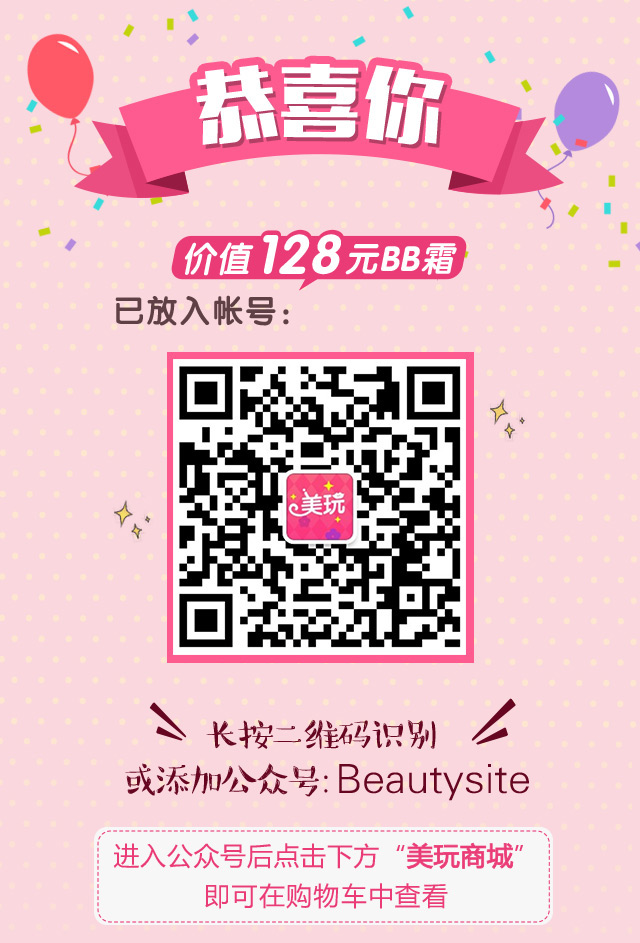 恭喜你
价值128元BB霜
已放入帐号：
美玩
长按二维码识别
或添加公众号: Beautysite
进入公众号后点击下方“美玩商城”
即可在购物车中查看